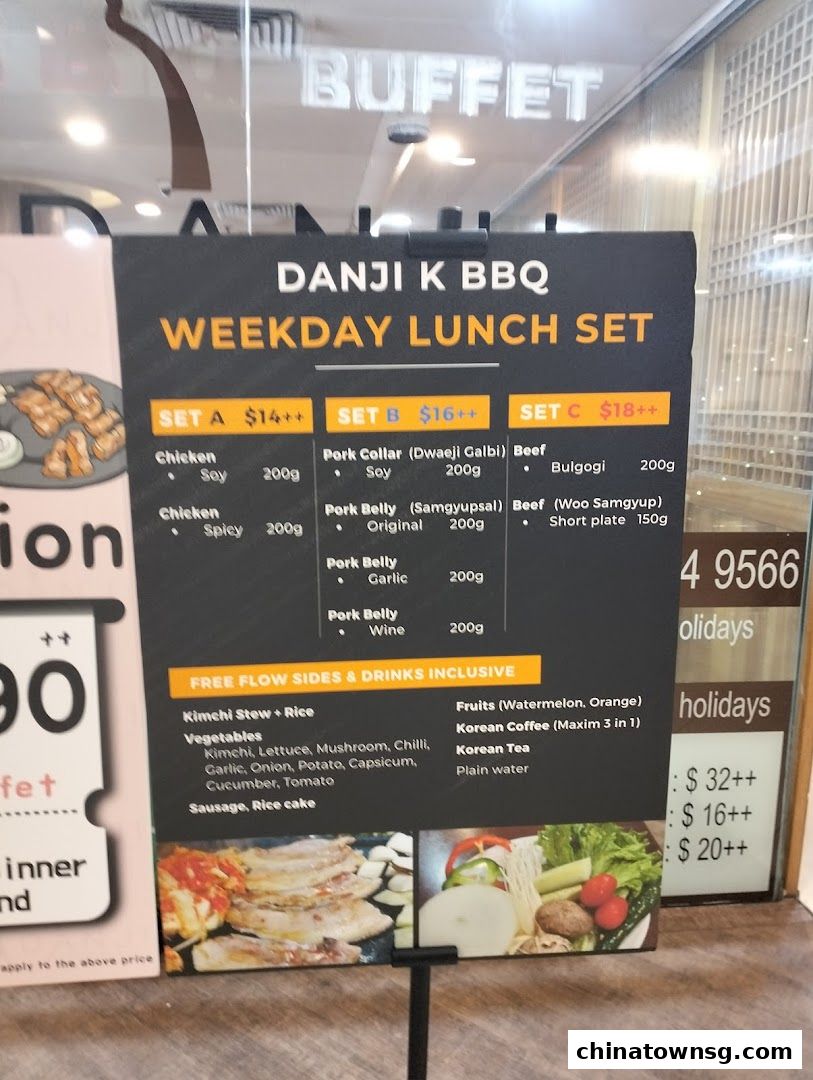 BUFFET
DANJI K BBQ
WEEKDAY LUNCH SET
SET A $14++
Chicken
• Soy 200g
Chicken
• Spicy 200g
SET B $16++
Pork Collar (Dwaeji Galbi)
• Soy 200g
Pork Belly (Samgyupsal)
• Original 200g
Pork Belly
• Garlic 200g
Pork Belly
• Wine 200g
SET C $18++
Beef
• Bulgogi 200g
Beef (Woo Samgyup)
• Short plate 150g
FREE FLOW SIDES & DRINKS INCLUSIVE
Kimchi Stew + Rice
Vegetables
Kimchi, Lettuce, Mushroom, Chilli,
Garlic, Onion, Potato, Capsicum,
Cucumber, Tomato
Sausage, Rice cake
Fruits (Watermelon, Orange)
Korean Coffee (Maxim 3 in 1)
Korean Tea
Plain water
ion
++
90
fet
inner
nd
apply to the above price
4 9566
olidays
holidays
: $ 32++
: $ 16++
: $ 20++
chinatownsg.com